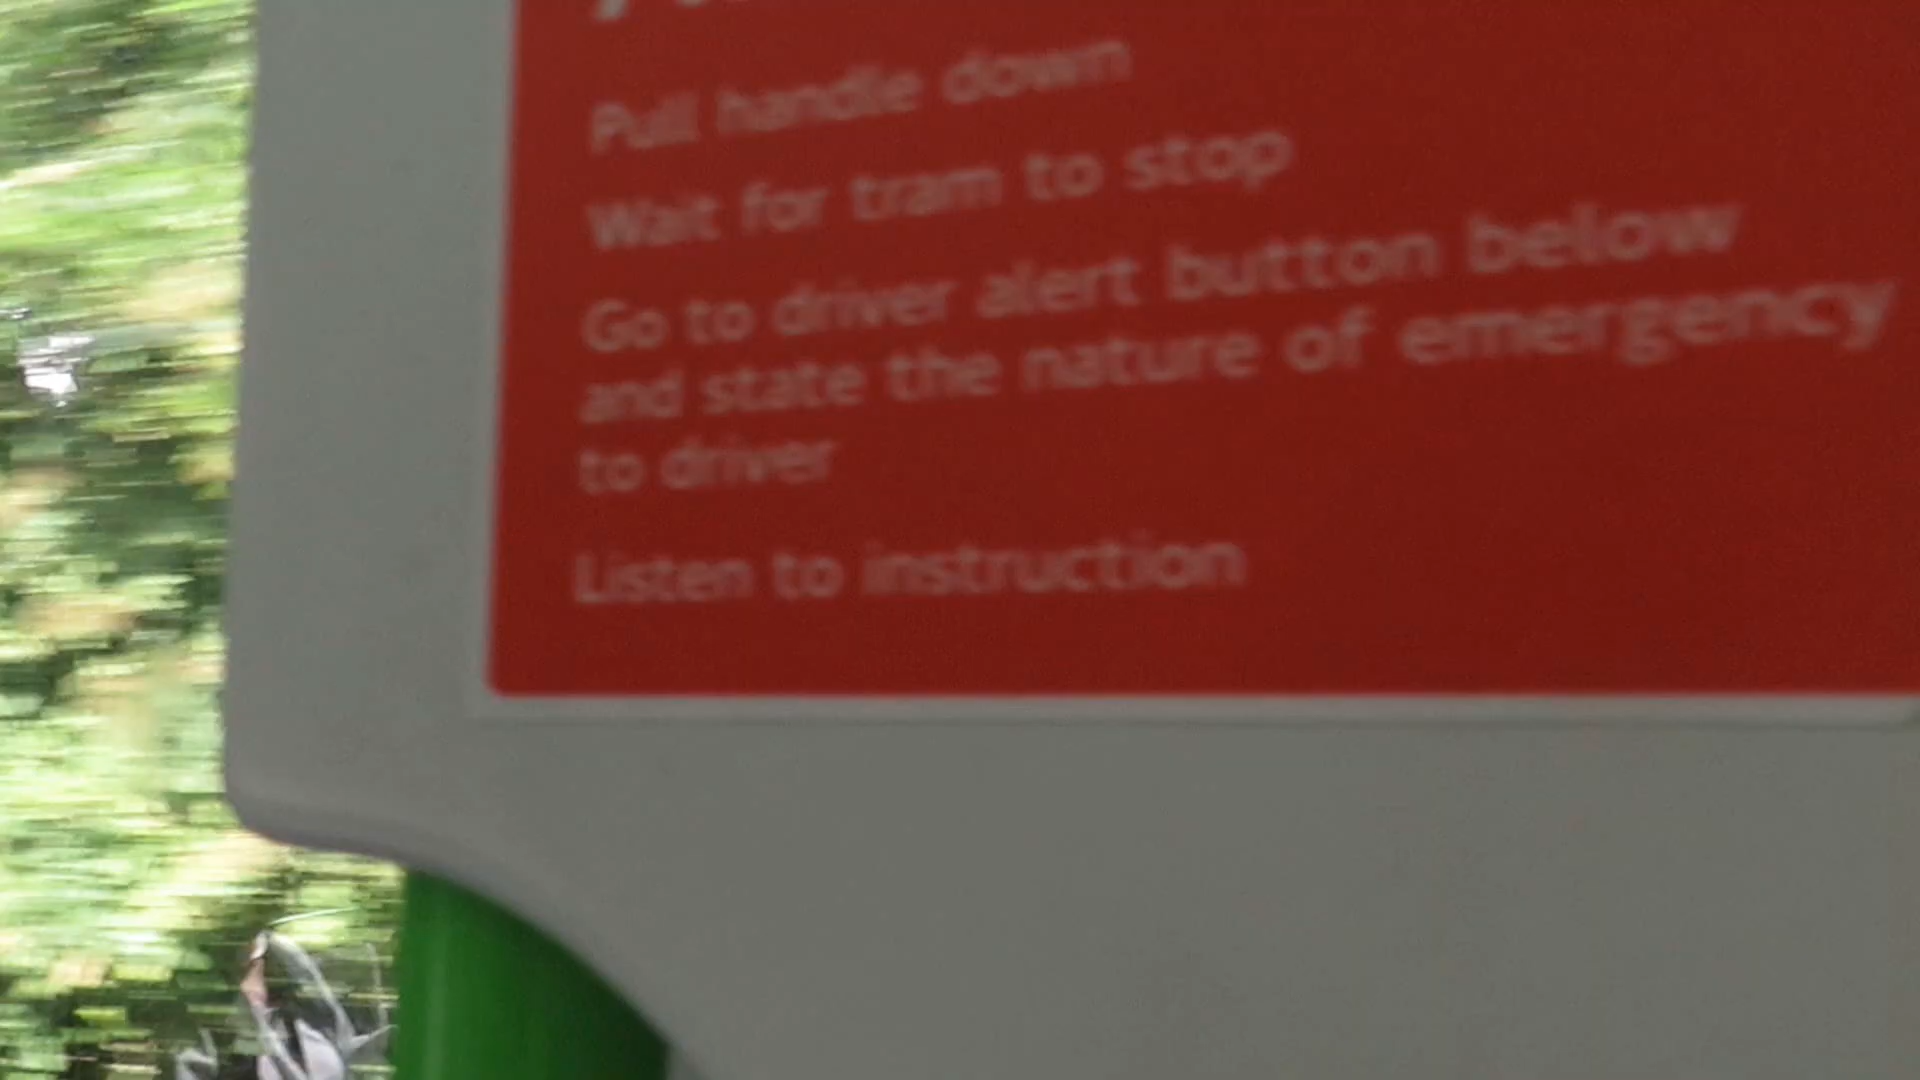 Pull handle down
Wait for tram to stop
Go to driver alert button below
and state the nature of emergency
to driver
Listen to instruction